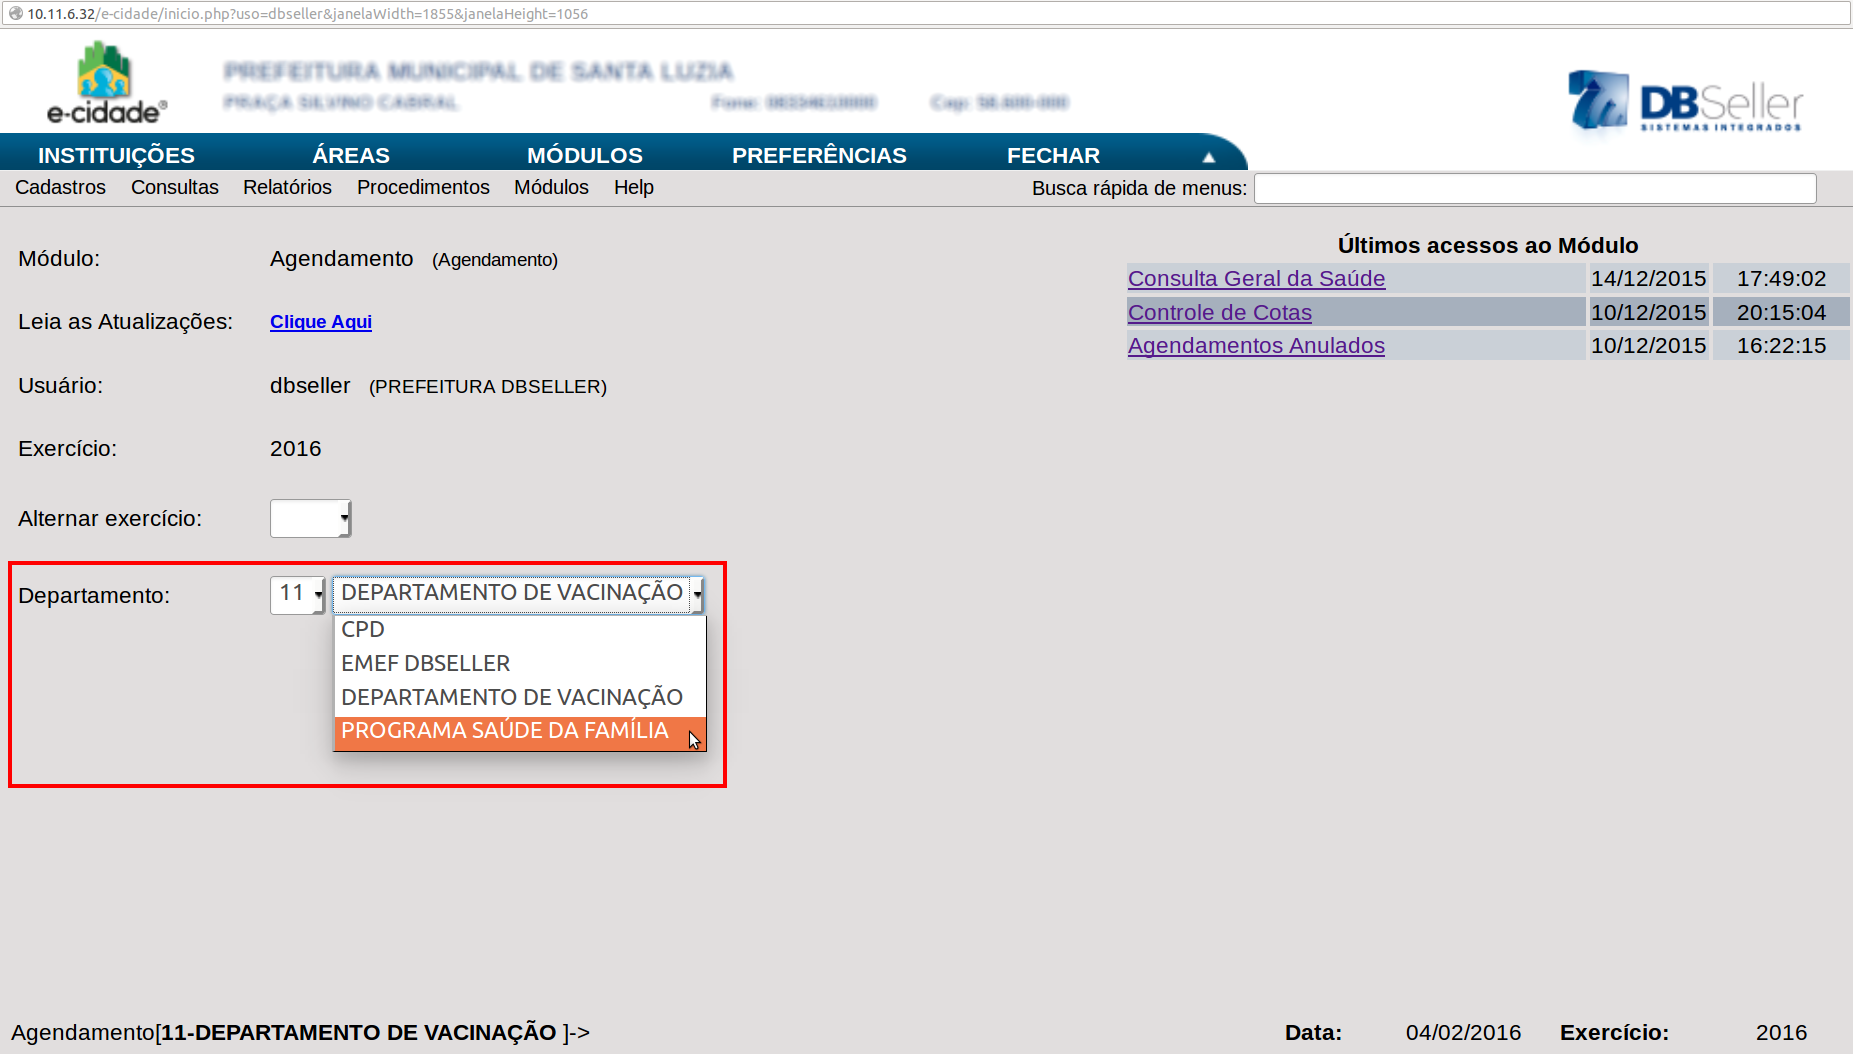 10.11.6.32/e-cidade/inicio.php?uso=dbseller&janelaWidth=1855&janelaHeight=1056
e-cidade®
PREFEITURA MUNICIPAL DE SANTA LUZIA
PRAÇA SILVINO CABRAL
DBSeller
SISTEMAS INTEGRADOS
INSTITUIÇÕES ÁREAS MÓDULOS PREFERÊNCIAS FECHAR
Cadastros Consultas Relatórios Procedimentos Módulos Help Busca rápida de menus:
Últimos acessos ao Módulo
Módulo: Agendamento (Agendamento)
Consulta Geral da Saúde 14/12/2015 17:49:02
Controle de Cotas 10/12/2015 20:15:04
Agendamentos Anulados 10/12/2015 16:22:15
Leia as Atualizações: Clique Aqui
Usuário: dbseller (PREFEITURA DBSELLER)
Exercício: 2016
Alternar exercício:
Departamento: 11 DEPARTAMENTO DE VACINAÇÃO
CPD
EMEF DBSELLER
DEPARTAMENTO DE VACINAÇÃO
PROGRAMA SAÚDE DA FAMÍLIA
Agendamento[11-DEPARTAMENTO DE VACINAÇÃO ]-> Data: 04/02/2016 Exercício: 2016